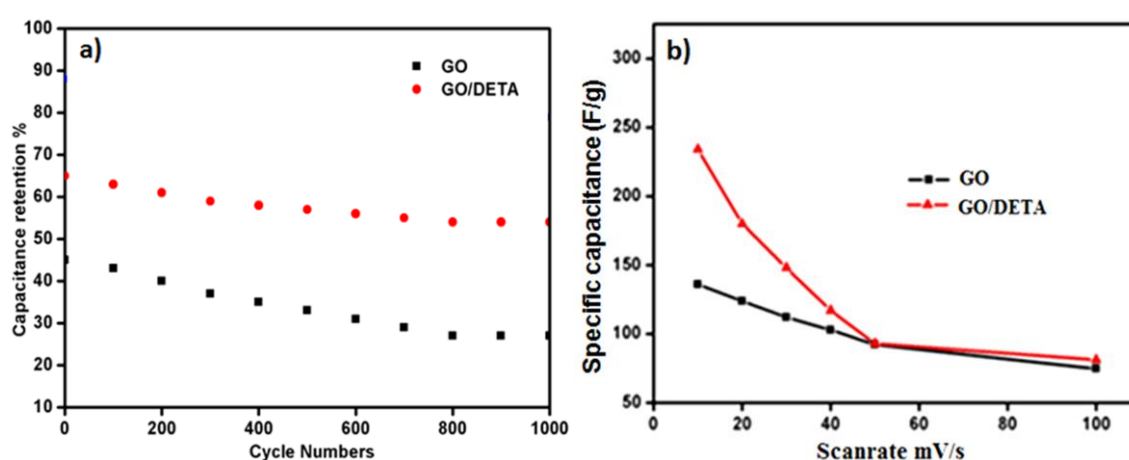 a)
GO
GO/DETA
Capacitance retention %
100
90
80
70
60
50
40
30
20
10
0 200 400 600 800 1000
Cycle Numbers
b)
GO
GO/DETA
Specific capacitance (F/g)
300
250
200
150
100
50
0 20 40 60 80 100
Scanrate mV/s